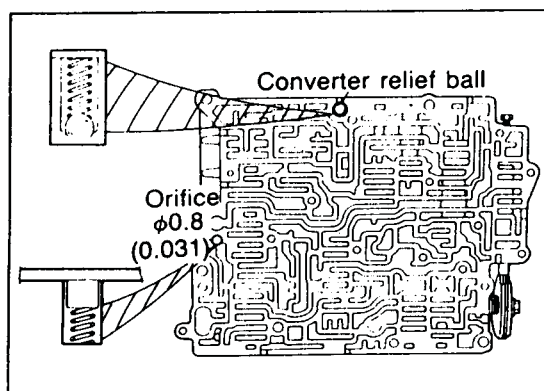 Converter relief ball
Orifice
φ0.8
(0.031)